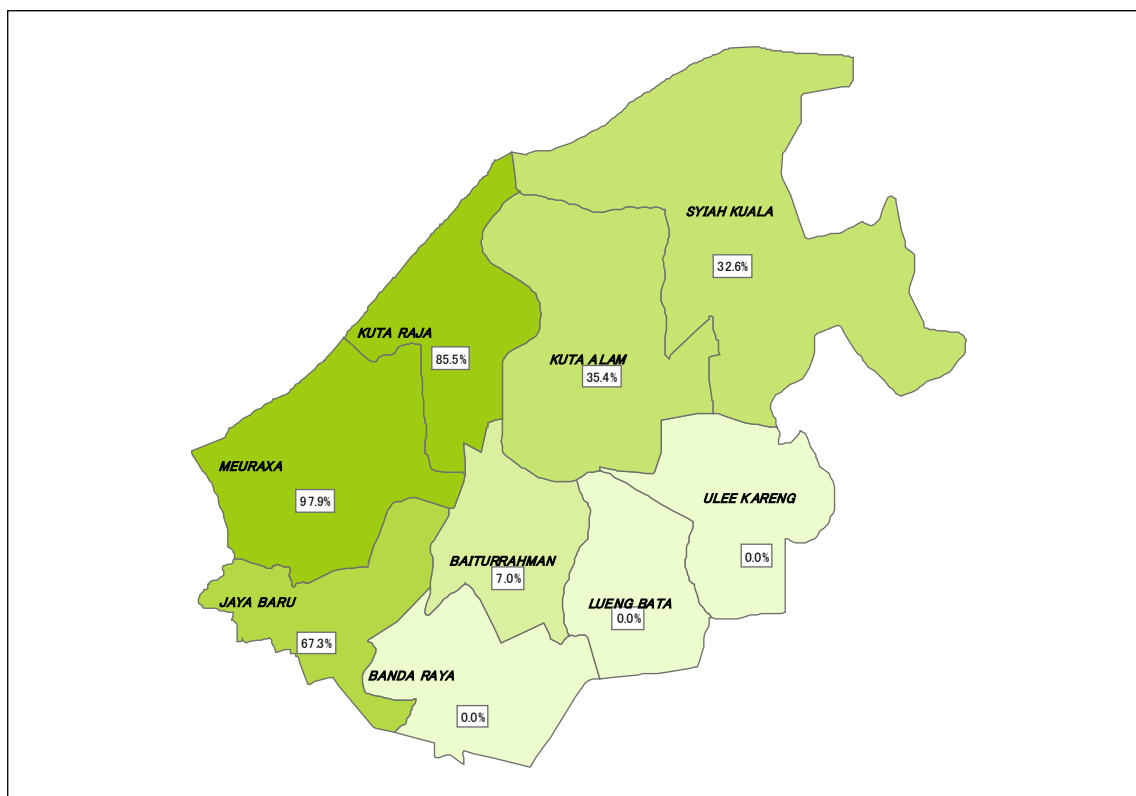 SYIAH KUALA
32.6%
KUTA RAJA
85.5%
KUTA ALAM
35.4%
MEURAXA
97.9%
ULEE KARENG
0.0%
BAITURRAHMAN
7.0%
JAYA BARU
67.3%
LUENG BATA
0.0%
BANDA RAYA
0.0%